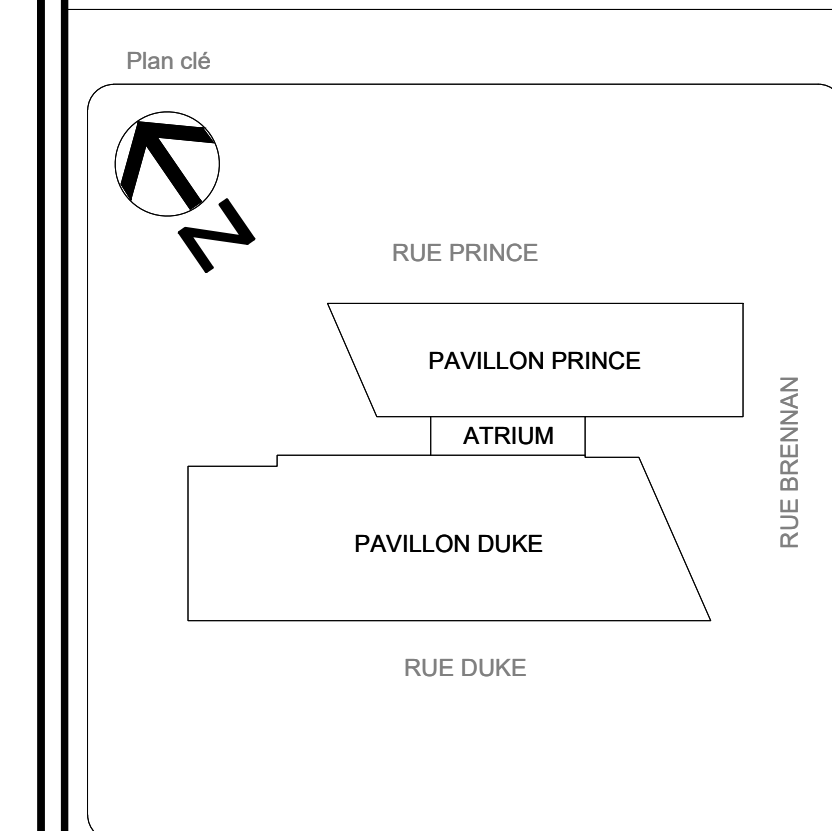 Plan clé
N
RUE PRINCE
PAVILLON PRINCE
ATRIUM
RUE BRENNAN
PAVILLON DUKE
RUE DUKE